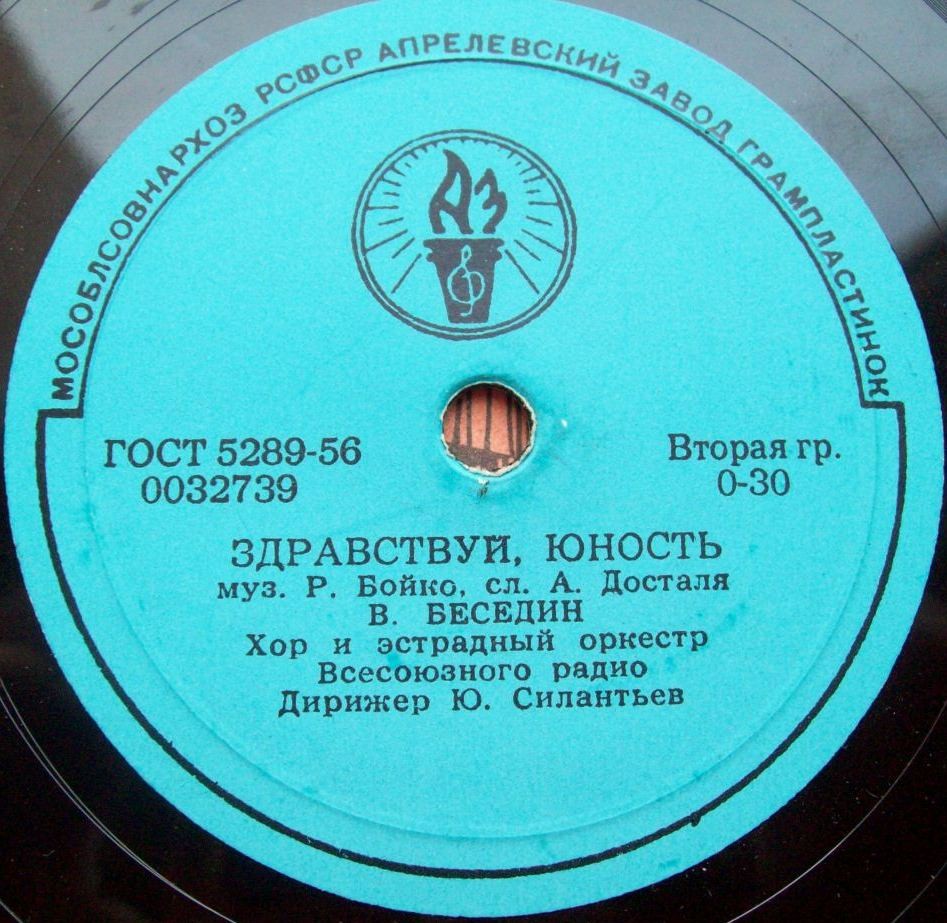 МОСОБЛСОВНАРХОЗ РСФСР АПРЕЛЕВСКИЙ ЗАВОД ГРАМПЛАСТИНОК
АЗ
ГОСТ 5289-56
0032739
Вторая гр.
0-30
ЗДРАВСТВУЙ, ЮНОСТЬ
муз. Р. Бойко, сл. А. Досталя
В. БЕСЕДИН
Хор и эстрадный оркестр
Всесоюзного радио
Дирижер Ю. Силантьев